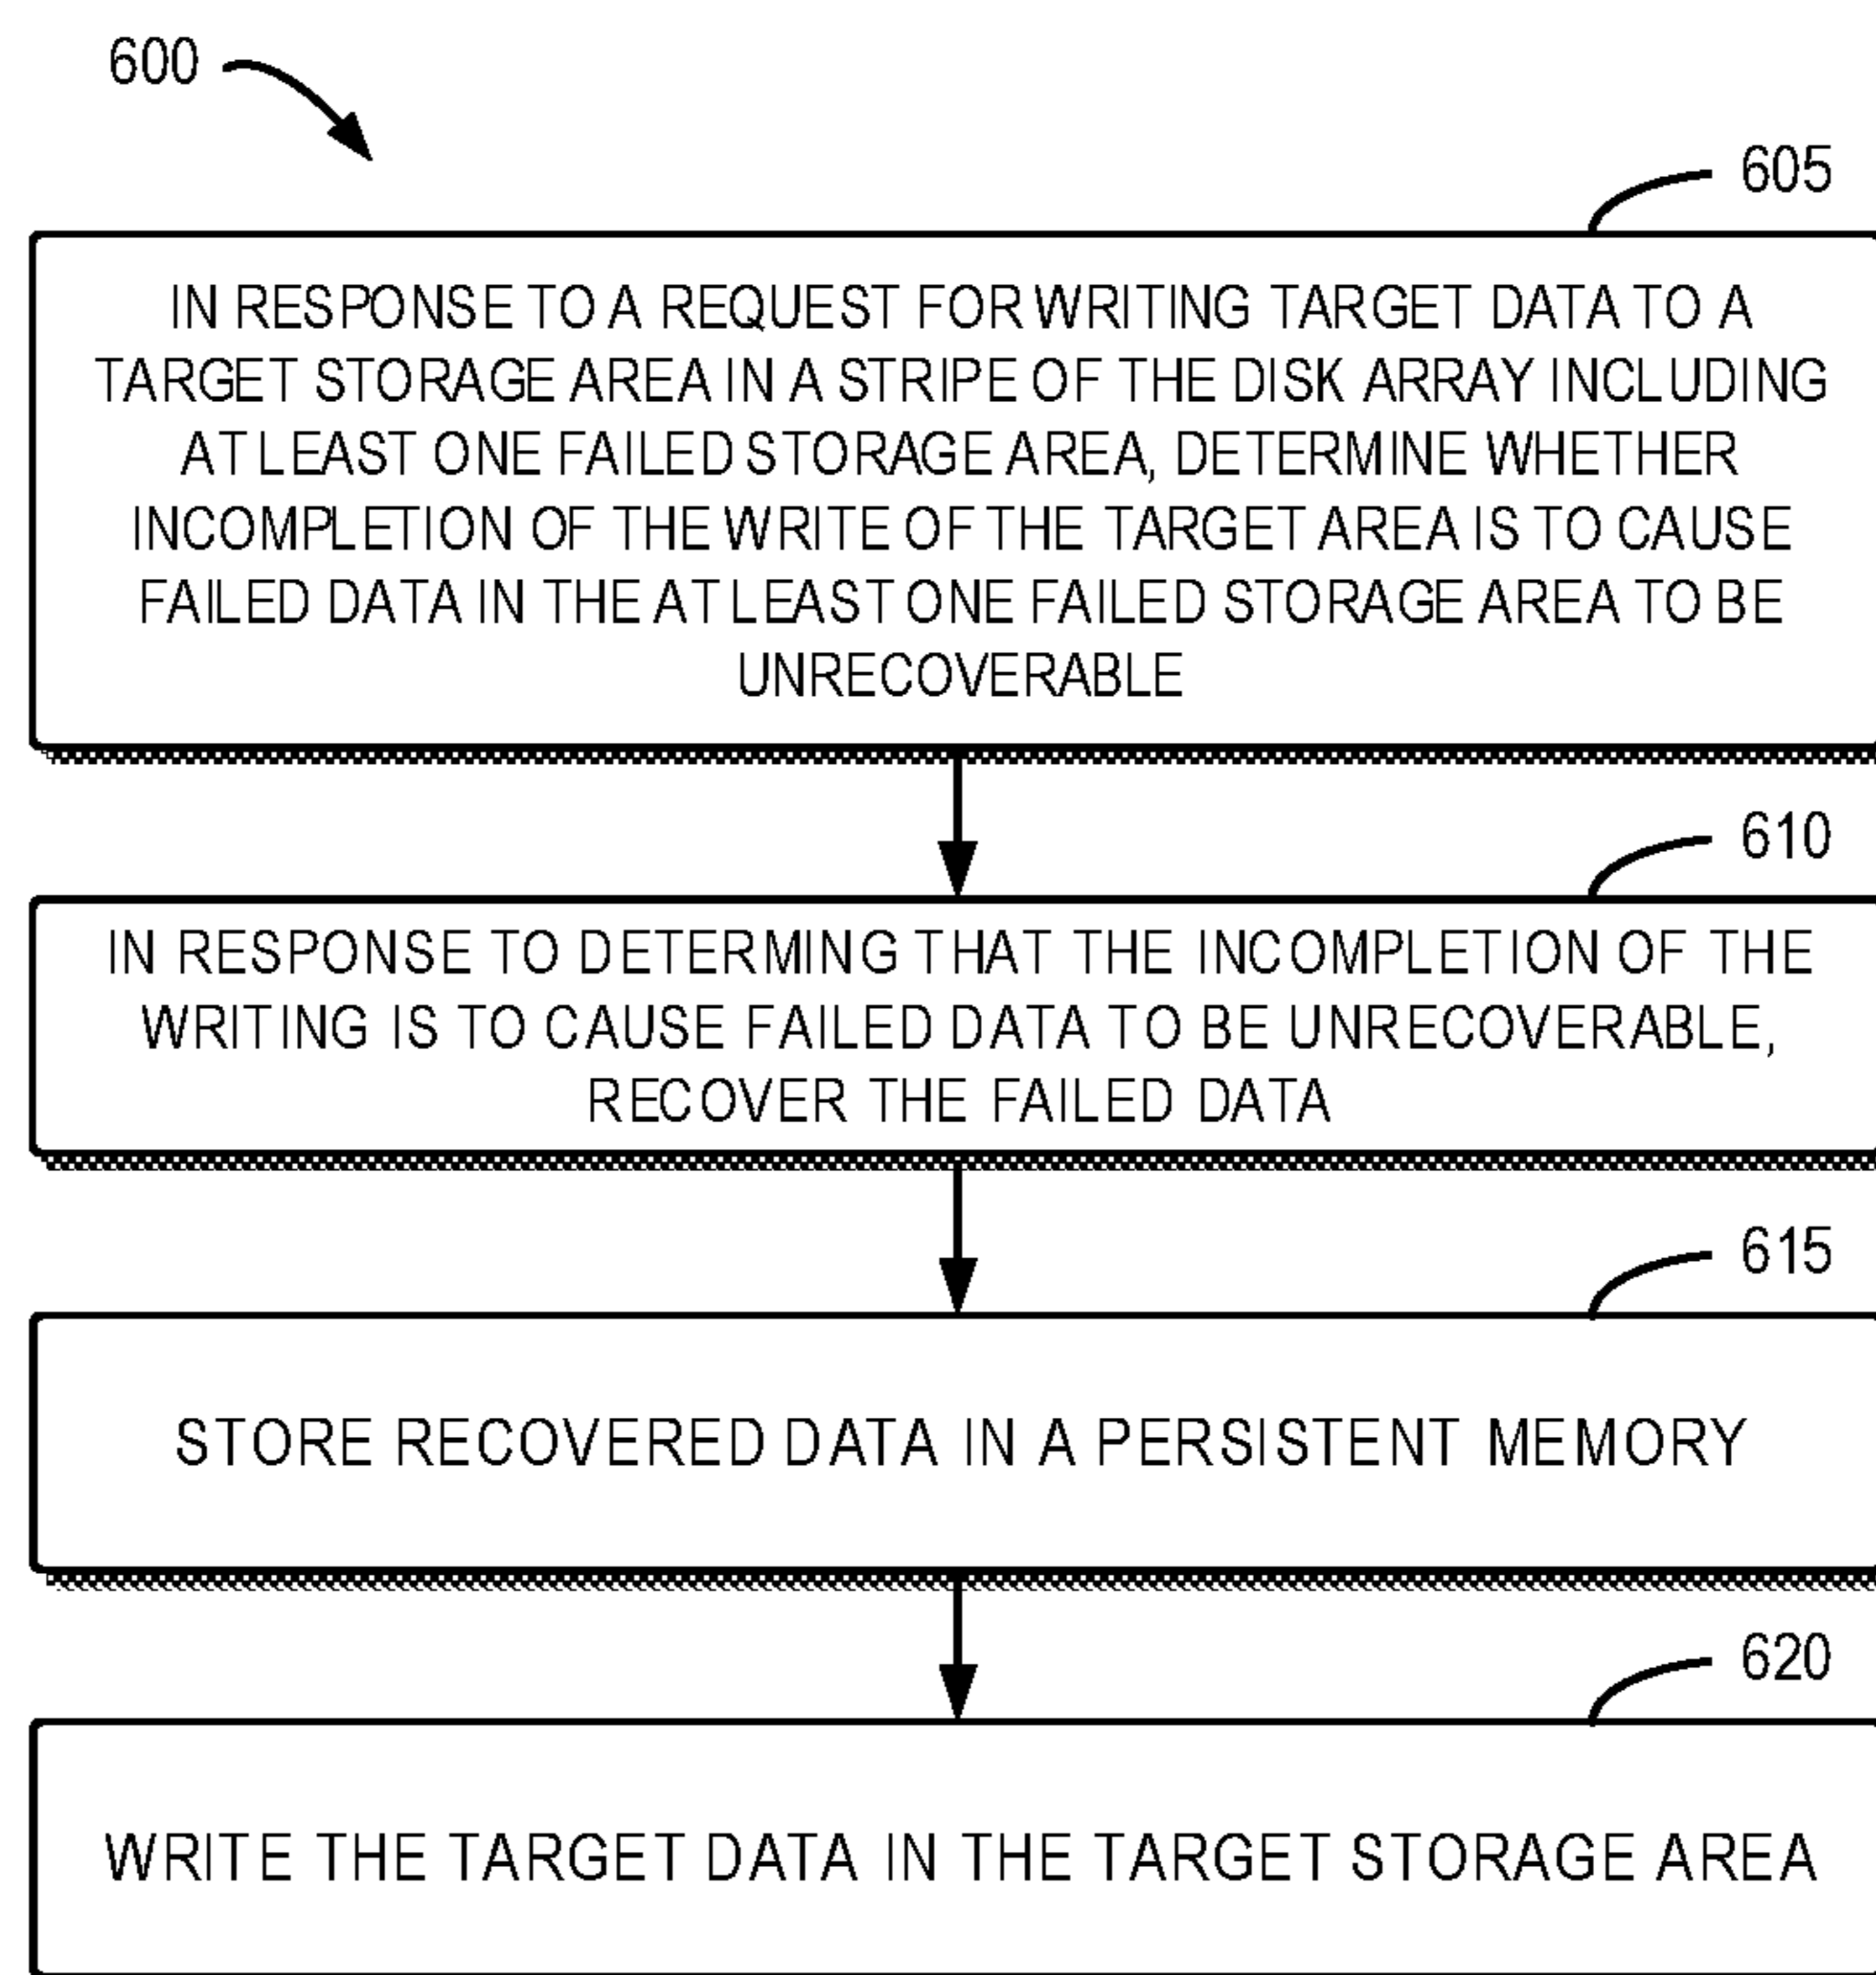 600
605
IN RESPONSE TO A REQUEST FOR WRITING TARGET DATA TO A
TARGET STORAGE AREA IN A STRIPE OF THE DISK ARRAY INCLUDING
AT LEAST ONE FAILED STORAGE AREA, DETERMINE WHETHER
INCOMPLETION OF THE WRITE OF THE TARGET AREA IS TO CAUSE
FAILED DATA IN THE AT LEAST ONE FAILED STORAGE AREA TO BE
UNRECOVERABLE
610
IN RESPONSE TO DETERMING THAT THE INCOMPLETION OF THE
WRITING IS TO CAUSE FAILED DATA TO BE UNRECOVERABLE,
RECOVER THE FAILED DATA
615
STORE RECOVERED DATA IN A PERSISTENT MEMORY
620
WRITE THE TARGET DATA IN THE TARGET STORAGE AREA